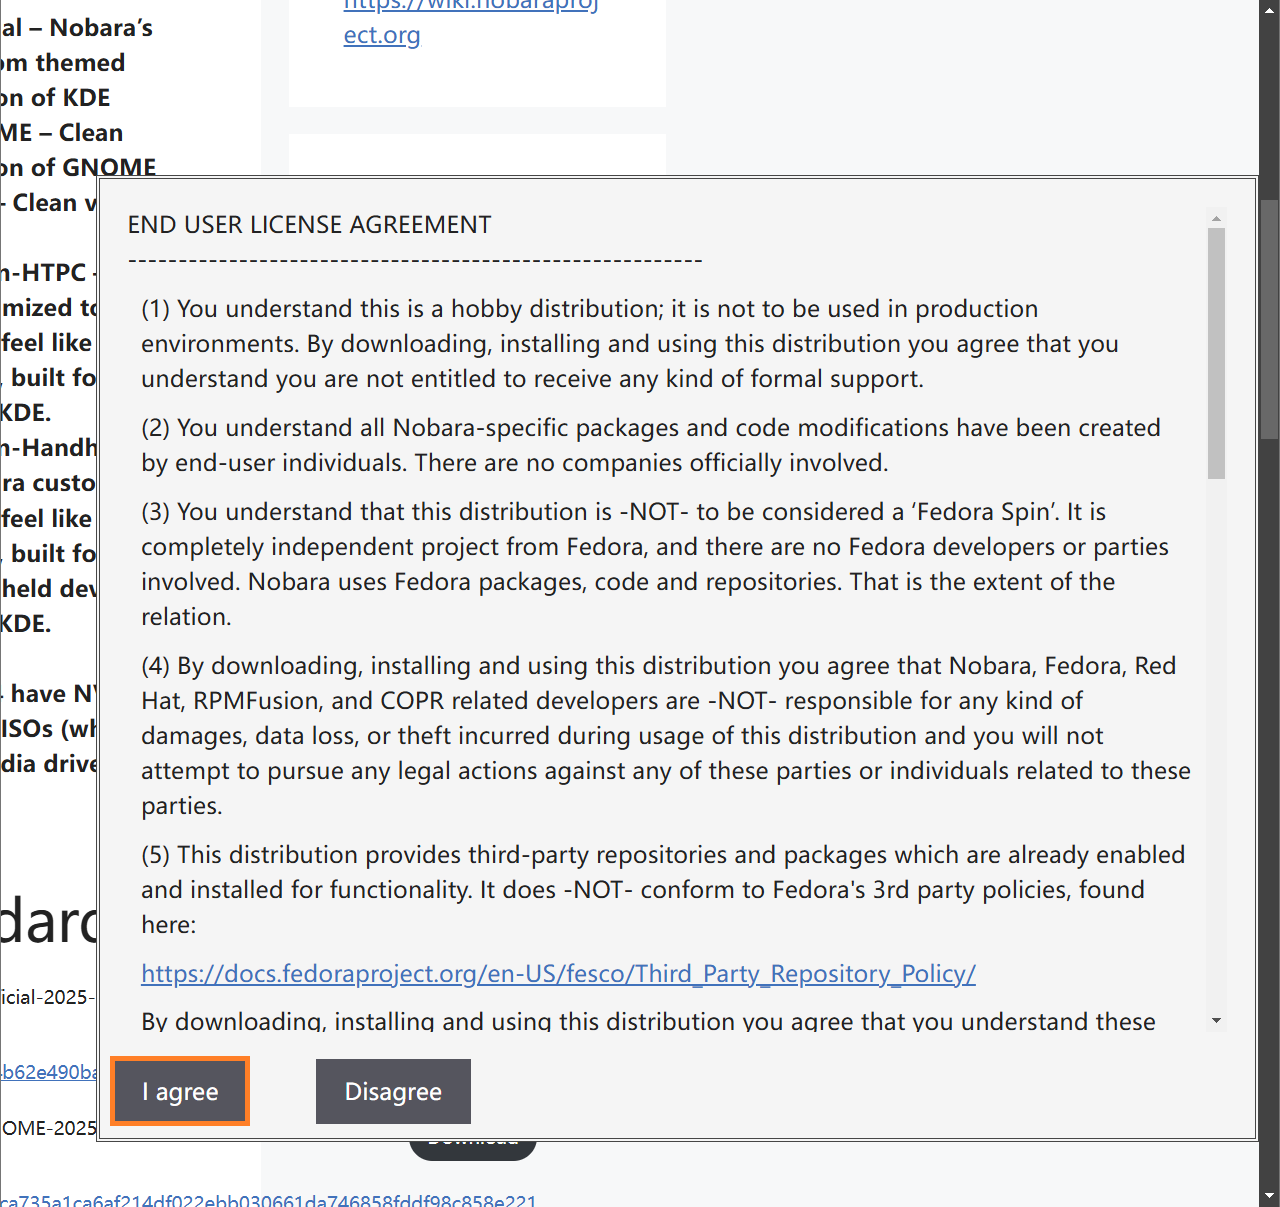 https://wiki.nobaraproj
ect.org
al – Nobara’s
om themed
on of KDE
ME – Clean
on of GNOME
- Clean v
n-HTPC -
mized to
feel like
, built fo
KDE.
n-Handh
ra custo
feel like
, built fo
held dev
KDE.
- have NV
ISOs (wh
dia drive
dard
icial-2025-
4b62e490ba
OME-2025
END USER LICENSE AGREEMENT
---------------------------------------------------------
(1) You understand this is a hobby distribution; it is not to be used in production
environments. By downloading, installing and using this distribution you agree that you
understand you are not entitled to receive any kind of formal support.
(2) You understand all Nobara-specific packages and code modifications have been created
by end-user individuals. There are no companies officially involved.
(3) You understand that this distribution is -NOT- to be considered a ‘Fedora Spin’. It is
completely independent project from Fedora, and there are no Fedora developers or parties
involved. Nobara uses Fedora packages, code and repositories. That is the extent of the
relation.
(4) By downloading, installing and using this distribution you agree that Nobara, Fedora, Red
Hat, RPMFusion, and COPR related developers are -NOT- responsible for any kind of
damages, data loss, or theft incurred during usage of this distribution and you will not
attempt to pursue any legal actions against any of these parties or individuals related to these
parties.
(5) This distribution provides third-party repositories and packages which are already enabled
and installed for functionality. It does -NOT- conform to Fedora's 3rd party policies, found
here:
https://docs.fedoraproject.org/en-US/fesco/Third_Party_Repository_Policy/
By downloading, installing and using this distribution you agree that you understand these
I agree
Disagree
Download
ca735a1ca6af214df022ebb030661da746858fddf98c858e221